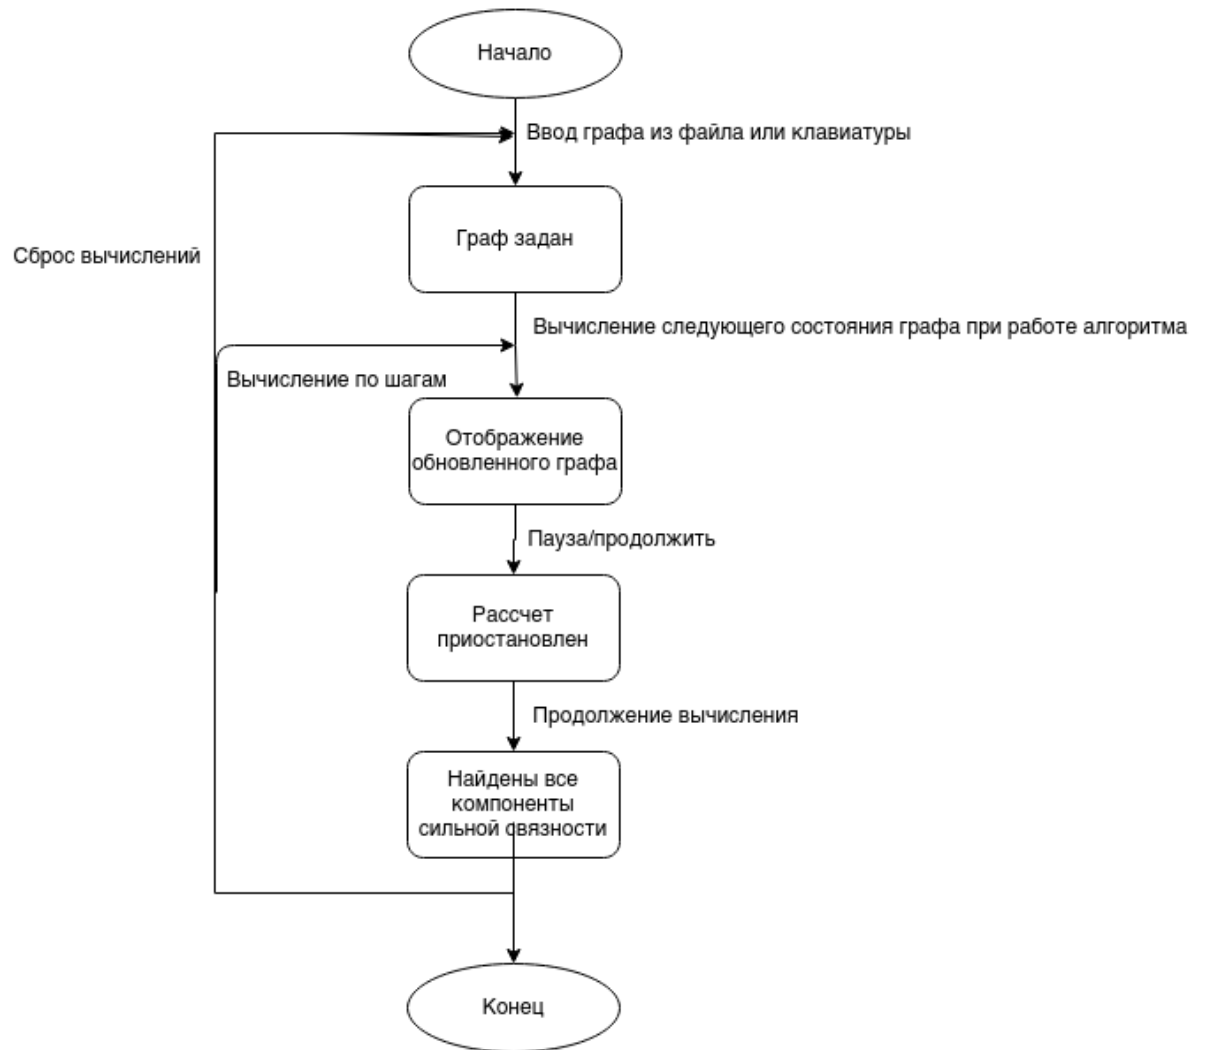 Начало
Ввод графа из файла или клавиатуры
Граф задан
Сброс вычислений
Вычисление следующего состояния графа при работе алгоритма
Вычисление по шагам
Отображение
обновленного графа
Пауза/продолжить
Рассчет
приостановлен
Продолжение вычисления
Найдены все
компоненты
сильной связности
Конец